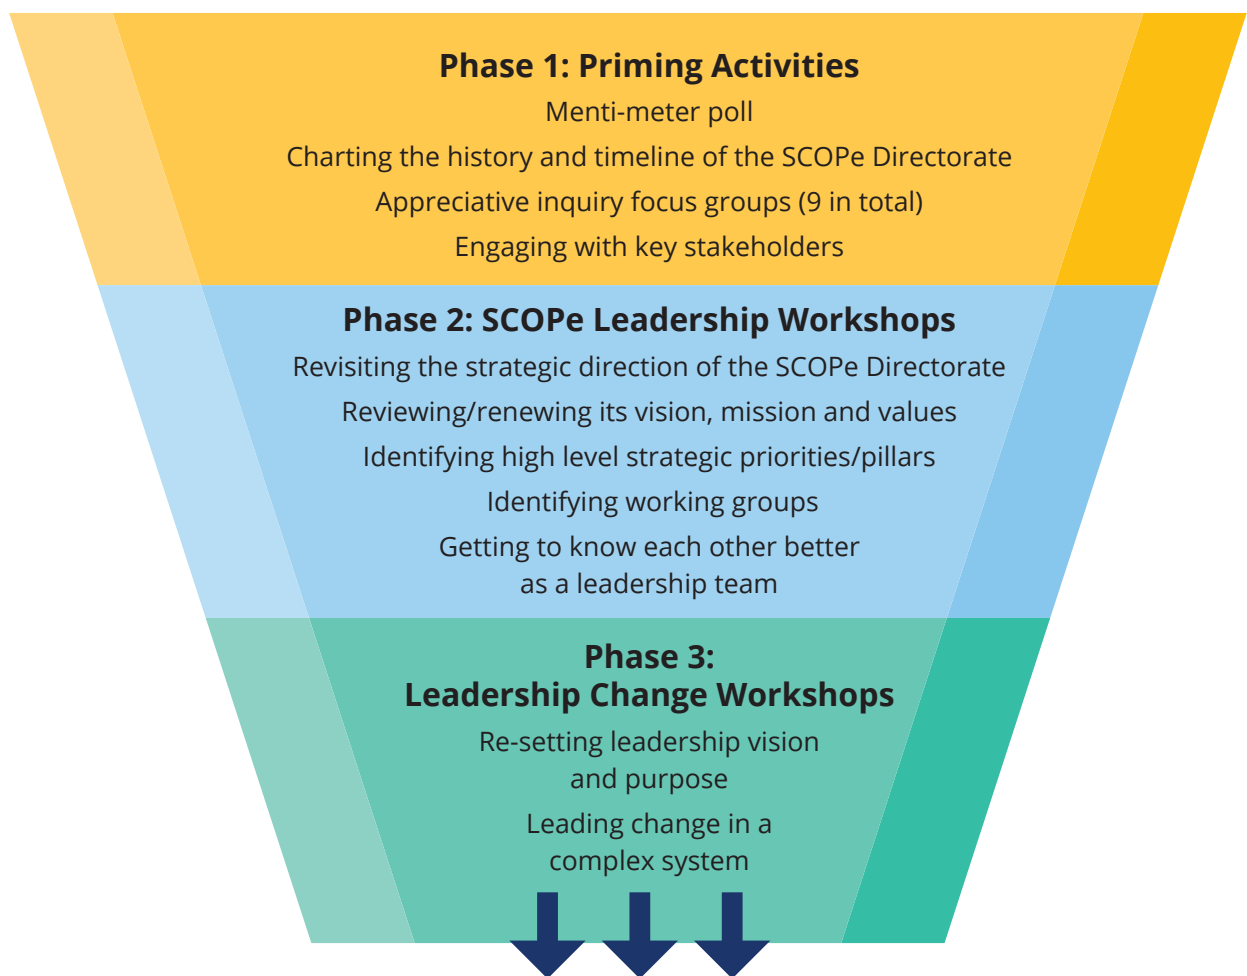 Phase 1: Priming Activities
Menti-meter poll
Charting the history and timeline of the SCOPe Directorate
Appreciative inquiry focus groups (9 in total)
Engaging with key stakeholders
Phase 2: SCOPe Leadership Workshops
Revisiting the strategic direction of the SCOPe Directorate
Reviewing/renewing its vision, mission and values
Identifying high level strategic priorities/pillars
Identifying working groups
Getting to know each other better
as a leadership team
Phase 3:
Leadership Change Workshops
Re-setting leadership vision
and purpose
Leading change in a
complex system